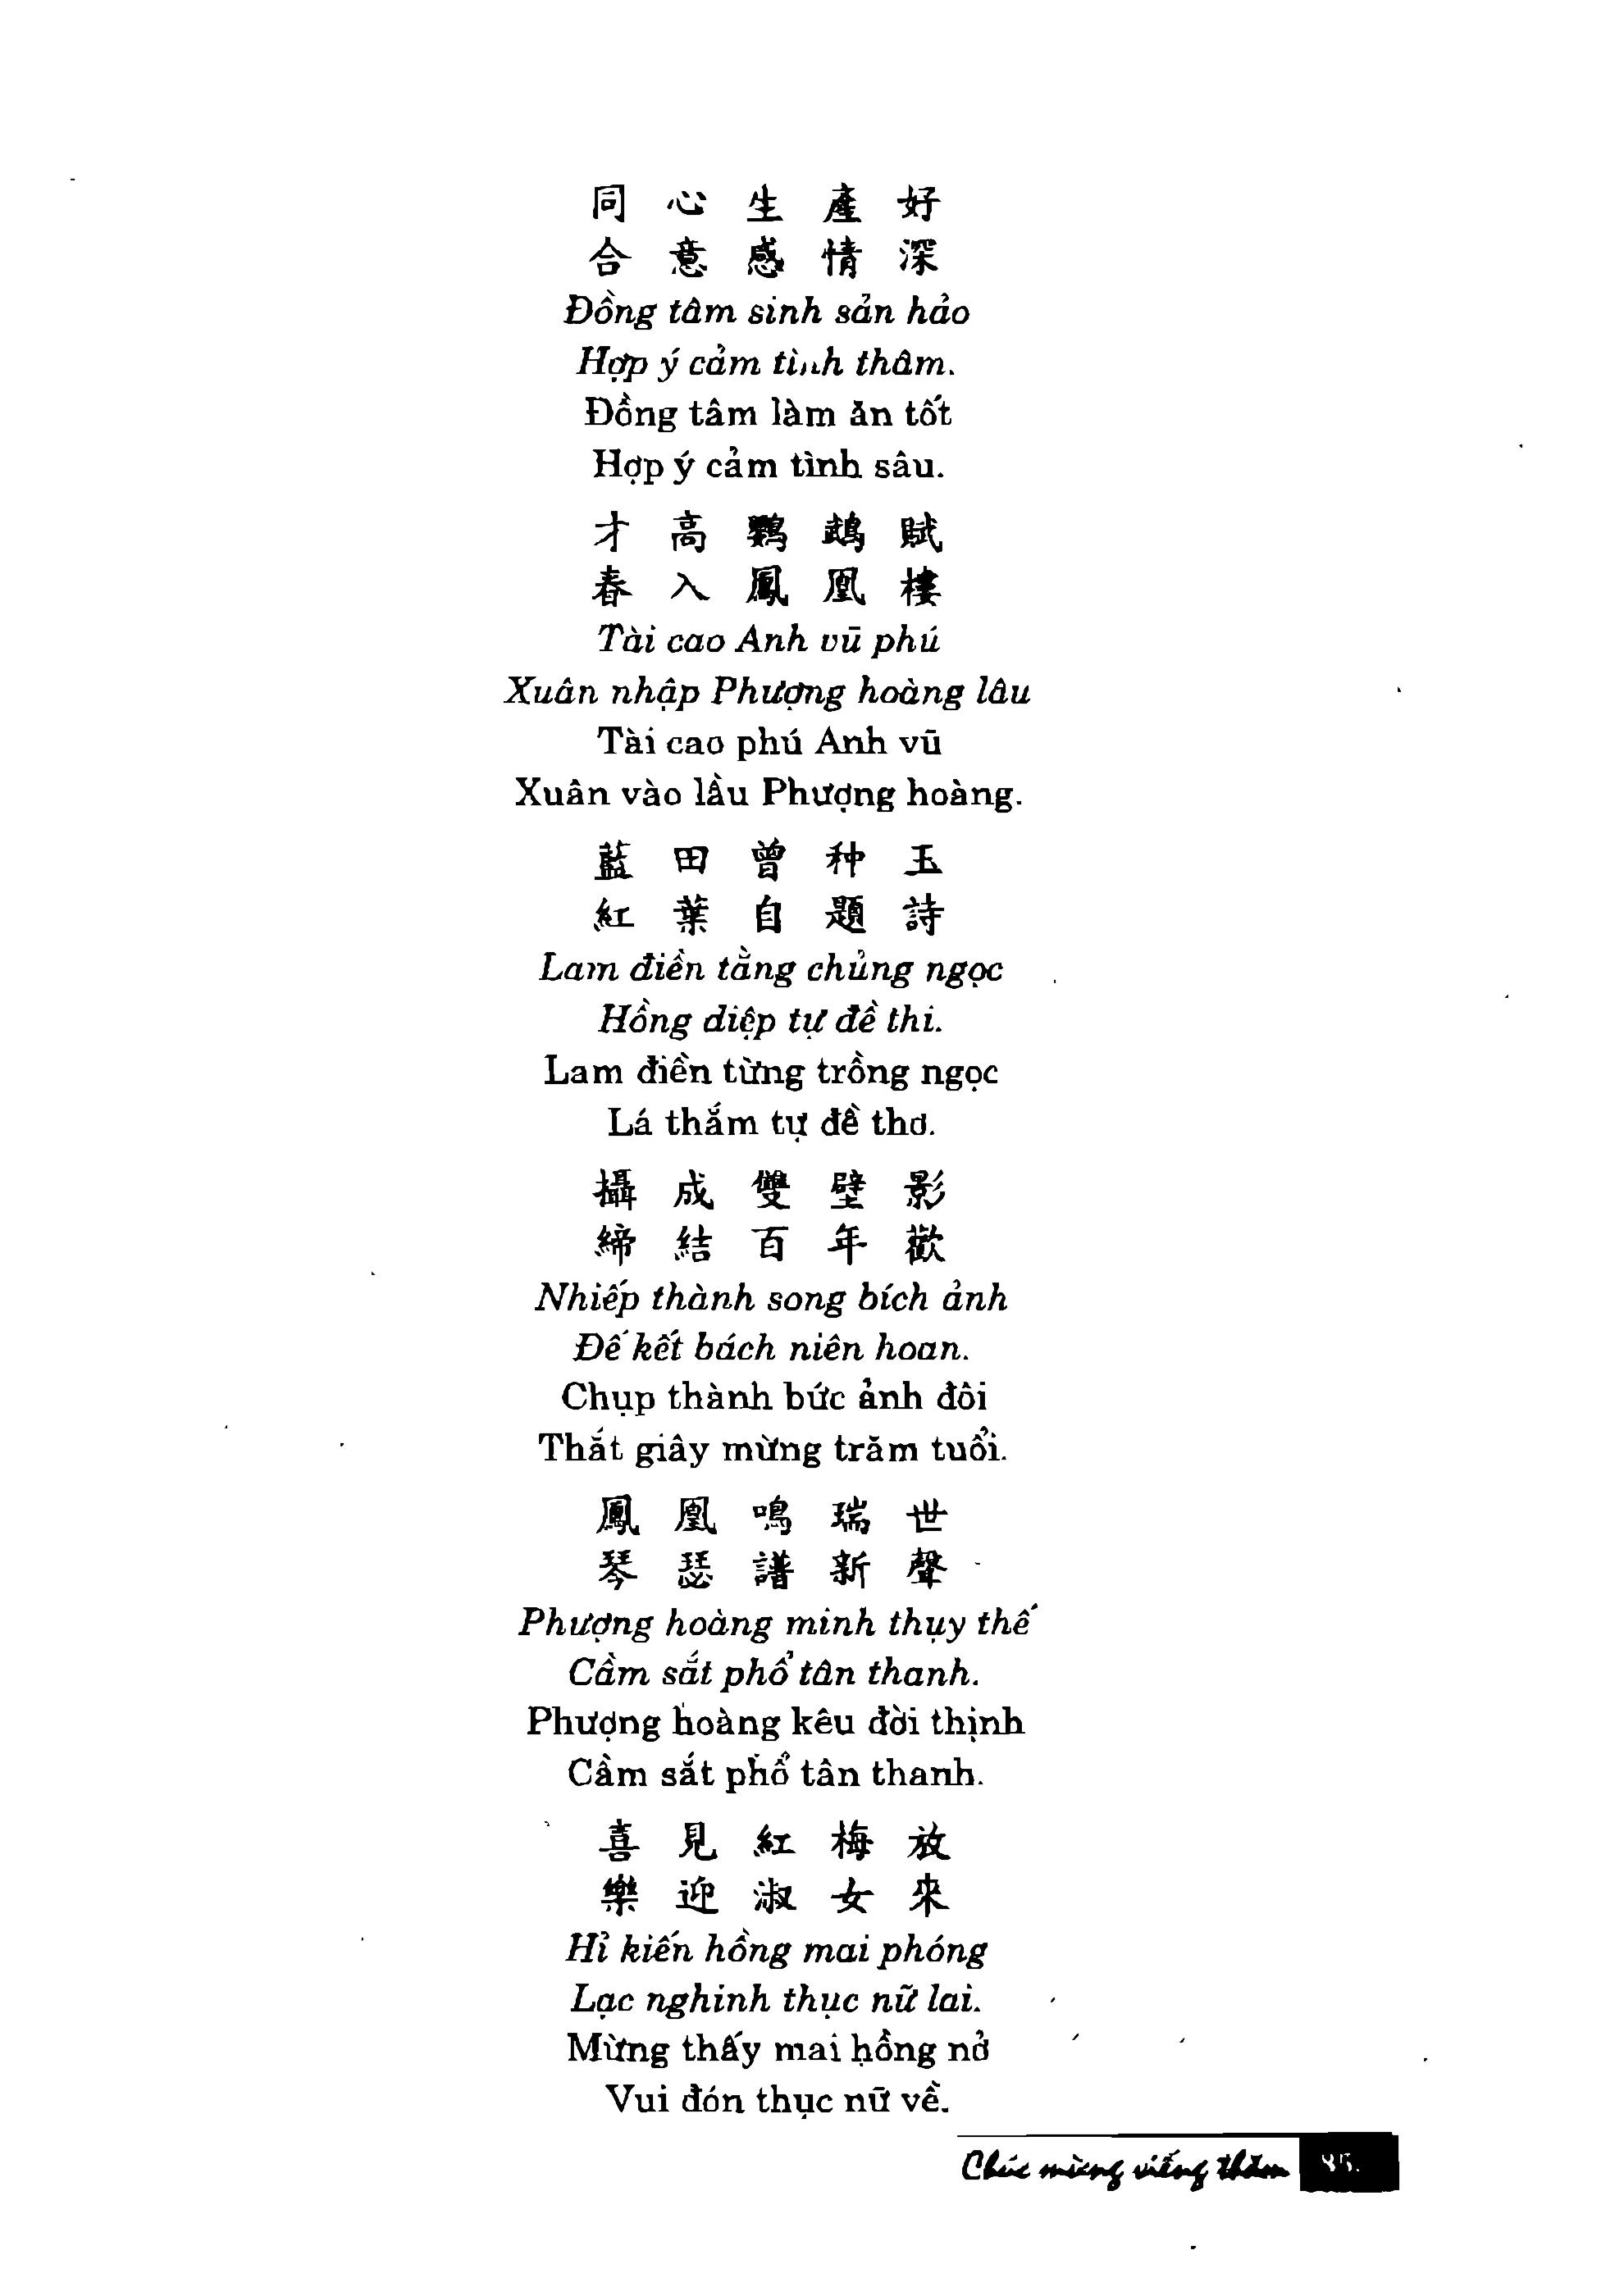 同 心 生 產 好
合 意 感 情 深
Đồng tâm sinh sản hảo
Hợp ý cảm tình thâm.
Đồng tâm làm ăn tốt
Hợp ý cảm tình sâu.
才 高 鸚 鵡 賦
春 入 鳳 凰 樓
Tài cao Anh vũ phú
Xuân nhập Phượng hoàng lâu
Tài cao phú Anh vũ
Xuân vào lầu Phượng hoàng.
藍 田 曾 种 玉
紅 葉 自 題 詩
Lam điền tằng chủng ngọc
Hồng diệp tự đề thi.
Lam điền từng trồng ngọc
Lá thắm tự đề thơ.
攝 成 雙 壁 影
締 結 百 年 歡
Nhiếp thành song bích ảnh
Đế kết bách niên hoan.
Chụp thành bức ảnh đôi
Thắt giây mừng trăm tuổi.
鳳 凰 鳴 瑞 世
琴 瑟 譜 新 聲
Phượng hoàng minh thụy thế
Cầm sắt phổ tân thanh.
Phượng hoàng kêu đời thịnh
Cầm sắt phổ tân thanh.
喜 見 紅 梅 放
樂 迎 淑 女 來
Hỉ kiến hồng mai phóng
Lạc nghinh thục nữ lai.
Mừng thấy mai hồng nở
Vui đón thục nữ về.
Chúc mừng viếng thăm 85